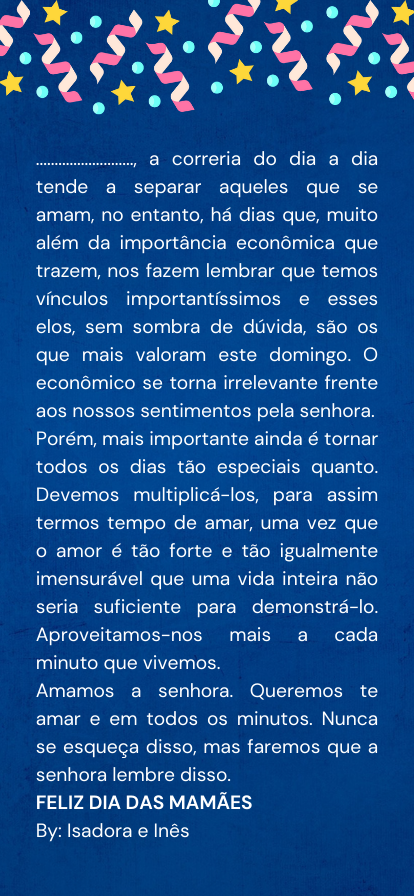 ..........................., a correria do dia a dia
tende a separar aqueles que se
amam, no entanto, há dias que, muito
além da importância econômica que
trazem, nos fazem lembrar que temos
vínculos importantíssimos e esses
elos, sem sombra de dúvida, são os
que mais valoram este domingo. O
econômico se torna irrelevante frente
aos nossos sentimentos pela senhora.
Porém, mais importante ainda é tornar
todos os dias tão especiais quanto.
Devemos multiplicá-los, para assim
termos tempo de amar, uma vez que
o amor é tão forte e tão igualmente
imensurável que uma vida inteira não
seria suficiente para demonstrá-lo.
Aproveitamos-nos mais a cada
minuto que vivemos.
Amamos a senhora. Queremos te
amar e em todos os minutos. Nunca
se esqueça disso, mas faremos que a
senhora lembre disso.
FELIZ DIA DAS MAMÃES
By: Isadora e Inês